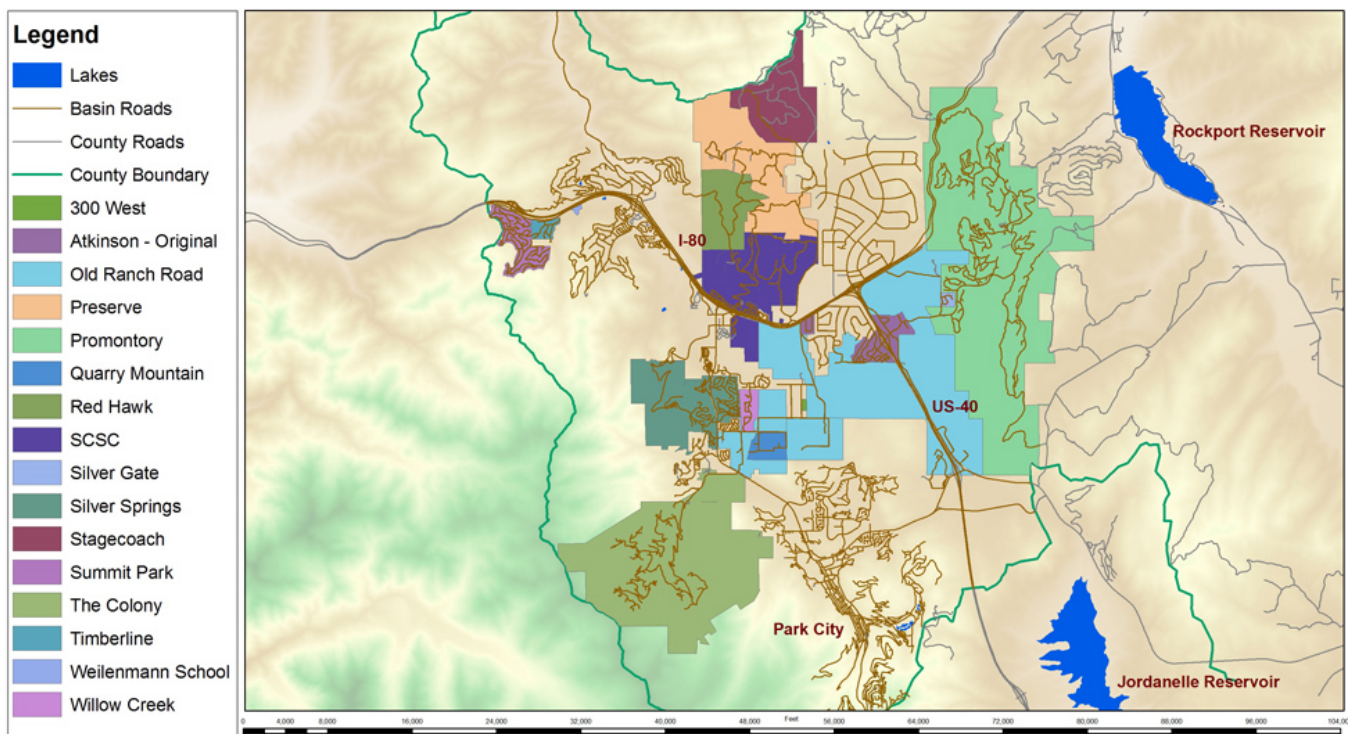 Legend
Lakes
Basin Roads
County Roads
County Boundary
300 West
Atkinson - Original
Old Ranch Road
Preserve
Promontory
Quarry Mountain
Red Hawk
SCSC
Silver Gate
Silver Springs
Stagecoach
Summit Park
The Colony
Timberline
Weilenmann School
Willow Creek
Rockport Reservoir
I-80
US-40
Park City
Jordanelle Reservoir
Feet
0 4,000 8,000 16,000 24,000 32,000 40,000 48,000 56,000 64,000 72,000 80,000 88,000 96,000 104,00